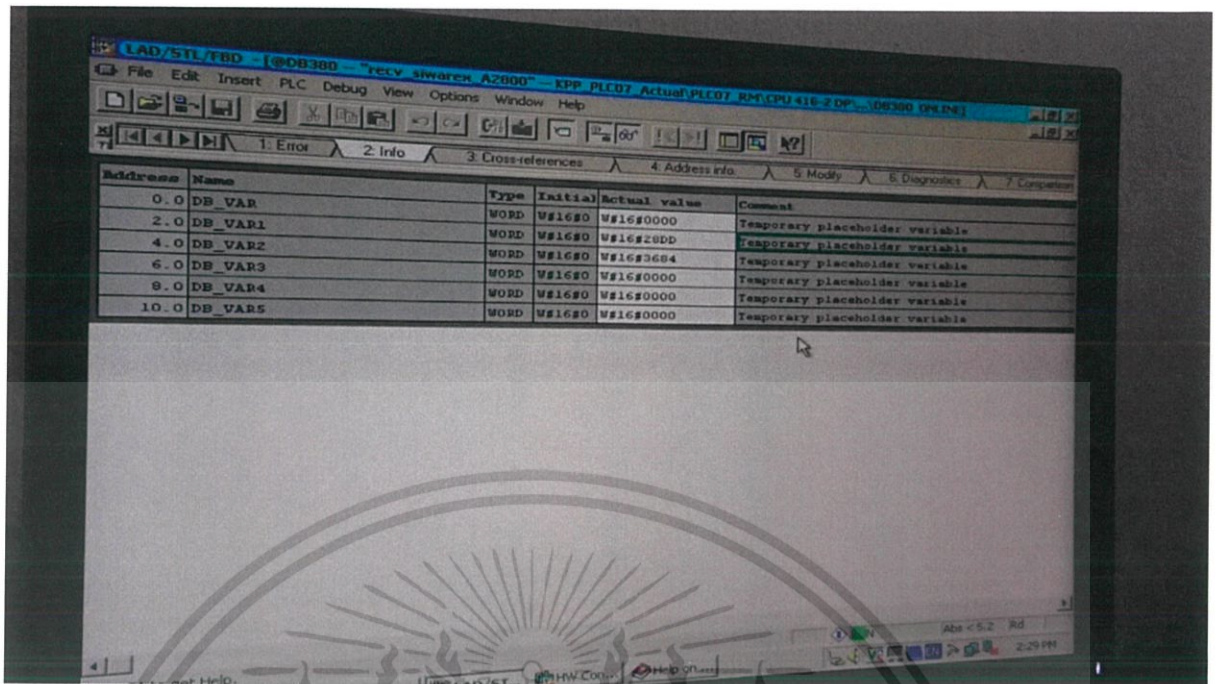 LAD/STL/FBD - [@DB380 -- "recv_siwarex_A2800" -- KPP_PLC07_Actual\PLC07_RM\CPU 416-2 DP\...\DB380 ONLINE]
File Edit Insert PLC Debug View Options Window Help
1: Error 2: Info 3: Cross-references 4: Address info. 5: Modify 6: Diagnostics 7: Comparison
Address Name Type Initial Actual value Comment
0.0 DB_VAR WORD W#16#0 W#16#0000 Temporary placeholder variable
2.0 DB_VAR1 WORD W#16#0 W#16#28DD Temporary placeholder variable
4.0 DB_VAR2 WORD W#16#0 W#16#3684 Temporary placeholder variable
6.0 DB_VAR3 WORD W#16#0 W#16#0000 Temporary placeholder variable
8.0 DB_VAR4 WORD W#16#0 W#16#0000 Temporary placeholder variable
10.0 DB_VAR5 WORD W#16#0 W#16#0000 Temporary placeholder variable
Abs < 5.2 Rd
get Help.
HW Con... Help on ...
EN 2:29 PM